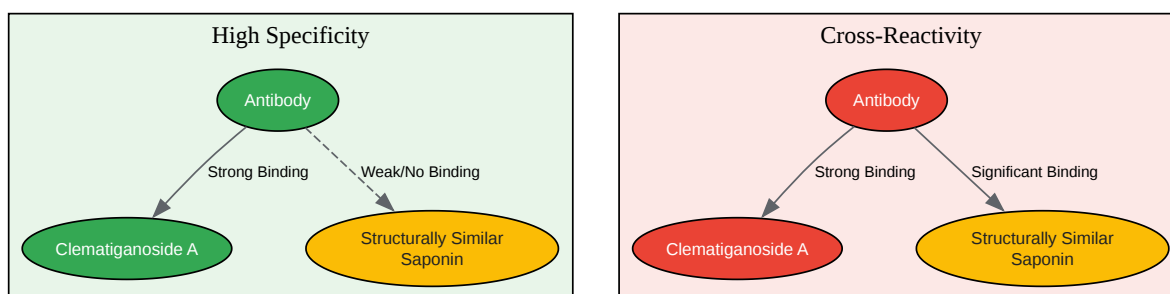 High Specificity
Antibody
Strong Binding
Weak/No Binding
Clematiganoside A
Structurally Similar
Saponin
Cross-Reactivity
Antibody
Strong Binding
Significant Binding
Clematiganoside A
Structurally Similar
Saponin